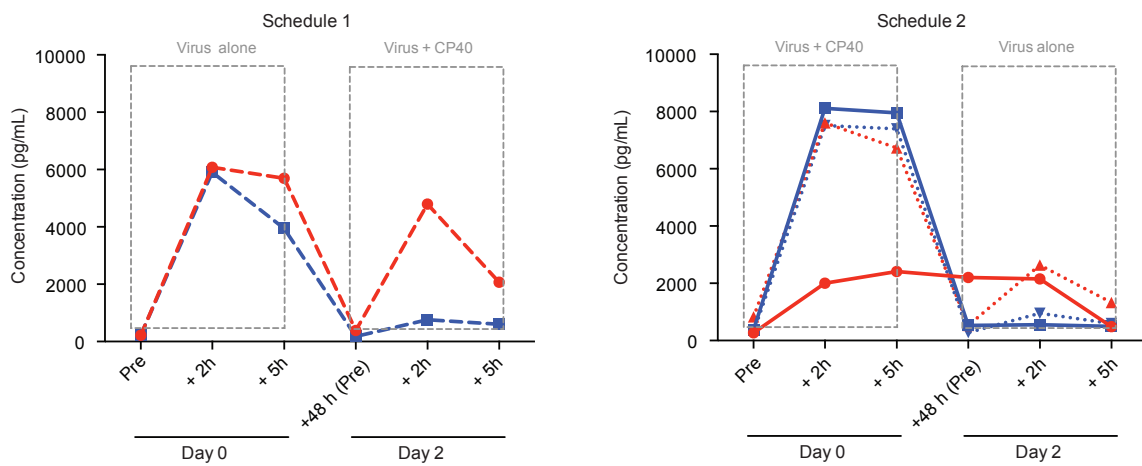 Schedule 1
Virus alone
Virus + CP40
Concentration (pg/mL)
10000
8000
6000
4000
2000
0
Pre
+ 2h
+ 5h
+48 h (Pre)
+ 2h
+ 5h
Day 0
Day 2
Schedule 2
Virus + CP40
Virus alone
Concentration (pg/mL)
10000
8000
6000
4000
2000
0
Pre
+ 2h
+ 5h
+48 h (Pre)
+ 2h
+ 5h
Day 0
Day 2